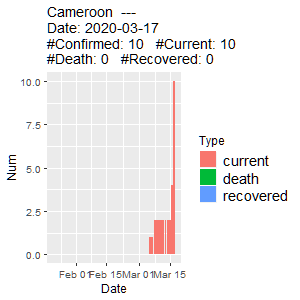 Cameroon ---
Date: 2020-03-17
#Confirmed: 10 #Current: 10
#Death: 0 #Recovered: 0
10.0
7.5
5.0
2.5
0.0
Num
Feb 01 Feb 15 Mar 01 Mar 15
Date
Type
current
death
recovered